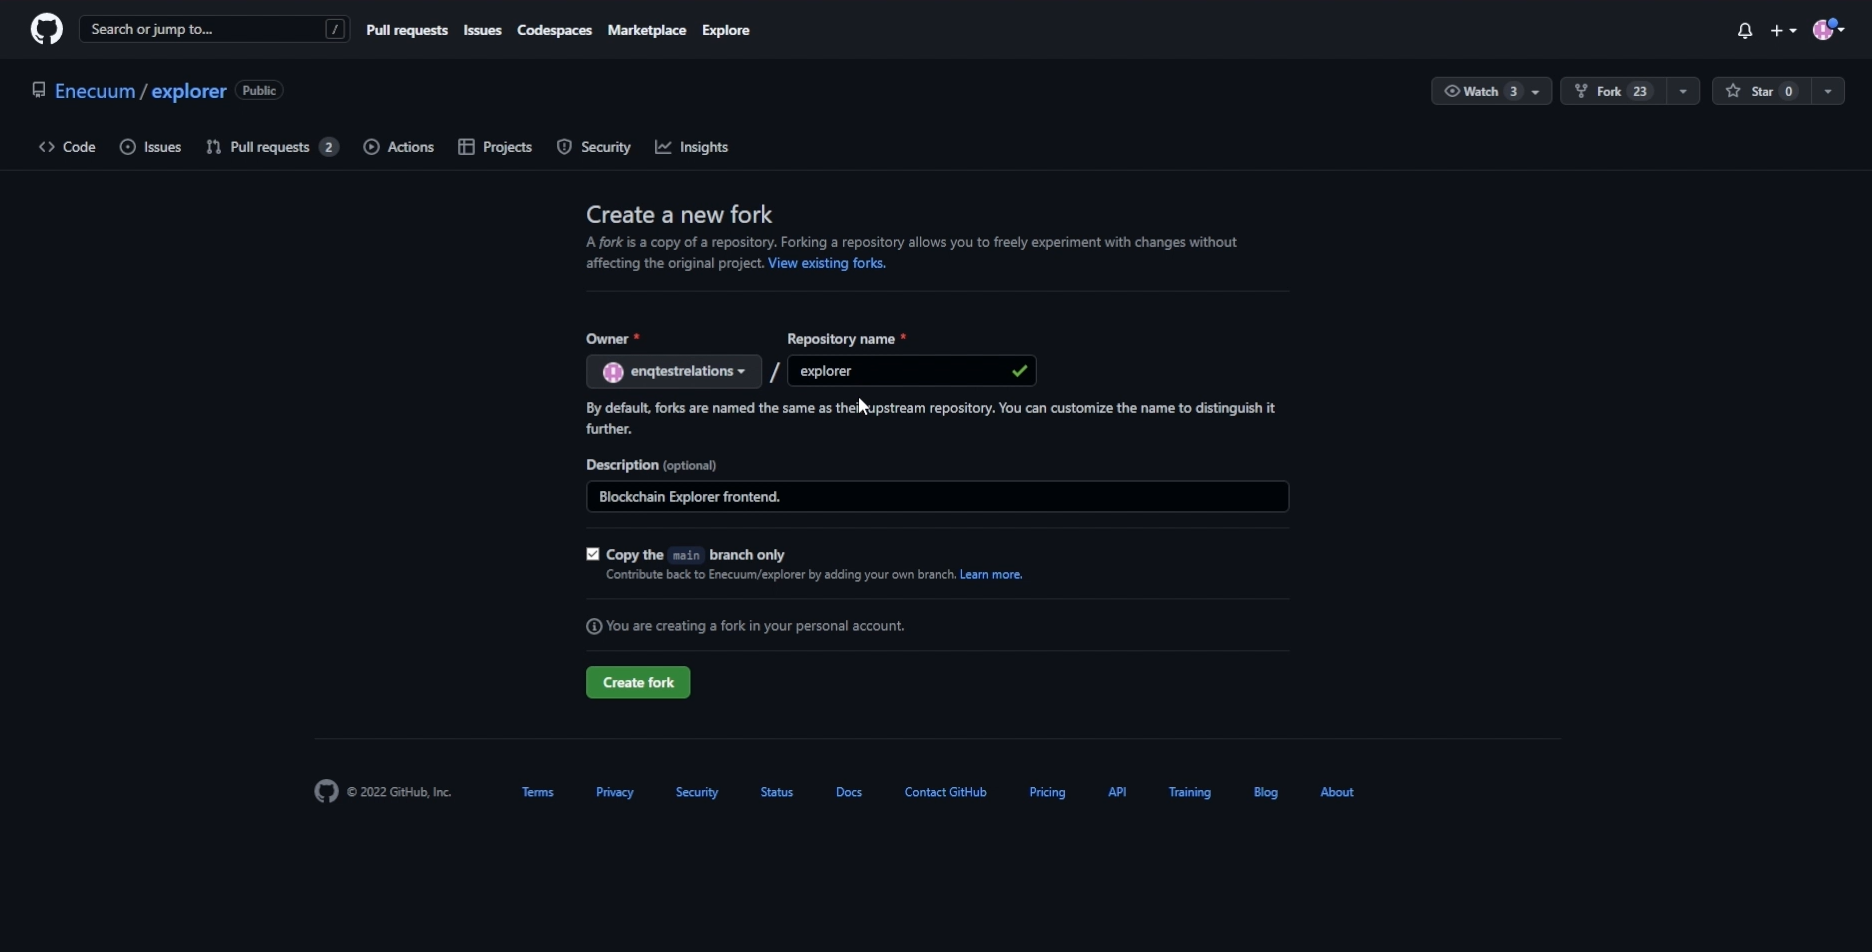 Search or jump to... /
Pull requests Issues Codespaces Marketplace Explore
Enecuum / explorer Public
Watch 3 Fork 23 Star 0
Code Issues Pull requests 2 Actions Projects Security Insights
Create a new fork
A fork is a copy of a repository. Forking a repository allows you to freely experiment with changes without
affecting the original project. View existing forks.
Owner * Repository name *
enqtestrelations / explorer
By default, forks are named the same as their upstream repository. You can customize the name to distinguish it
further.
Description (optional)
Blockchain Explorer frontend.
Copy the main branch only
Contribute back to Enecuum/explorer by adding your own branch. Learn more.
You are creating a fork in your personal account.
Create fork
© 2022 GitHub, Inc. Terms Privacy Security Status Docs Contact GitHub Pricing API Training Blog About